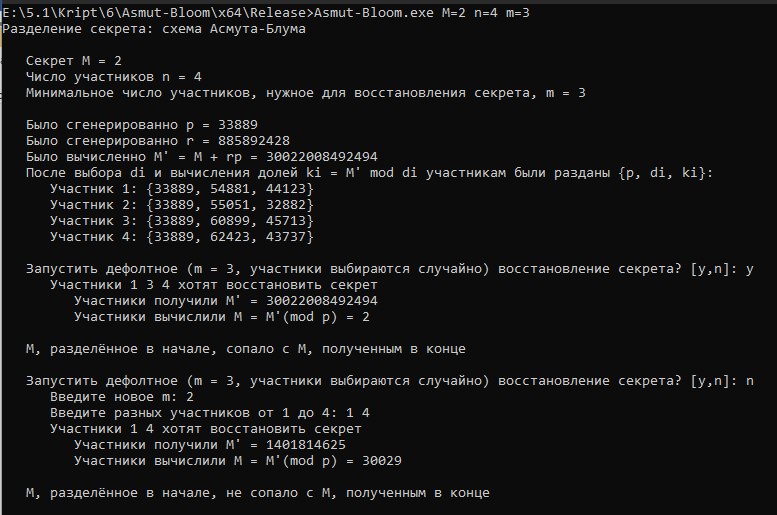 E:\5.1\Kript\6\Asmut-Bloom\x64\Release>Asmut-Bloom.exe M=2 n=4 m=3
Разделение секрета: схема Асмута-Блума
Секрет M = 2
Число участников n = 4
Минимальное число участников, нужное для восстановления секрета, m = 3
Было сгенерированно p = 33889
Было сгенерированно r = 885892428
Было вычисленно M' = M + rp = 30022008492494
После выбора di и вычисления долей ki = M' mod di участникам были разданы {p, di, ki}:
Участник 1: {33889, 54881, 44123}
Участник 2: {33889, 55051, 32882}
Участник 3: {33889, 60899, 45713}
Участник 4: {33889, 62423, 43737}
Запустить дефолтное (m = 3, участники выбираются случайно) восстановление секрета? [y,n]: y
Участники 1 3 4 хотят восстановить секрет
Участники получили M' = 30022008492494
Участники вычислили M = M'(mod p) = 2
M, разделённое в начале, сопало с M, полученным в конце
Запустить дефолтное (m = 3, участники выбираются случайно) восстановление секрета? [y,n]: n
Введите новое m: 2
Введите разных участников от 1 до 4: 1 4
Участники 1 4 хотят восстановить секрет
Участники получили M' = 1401814625
Участники вычислили M = M'(mod p) = 30029
M, разделённое в начале, не сопало с M, полученным в конце